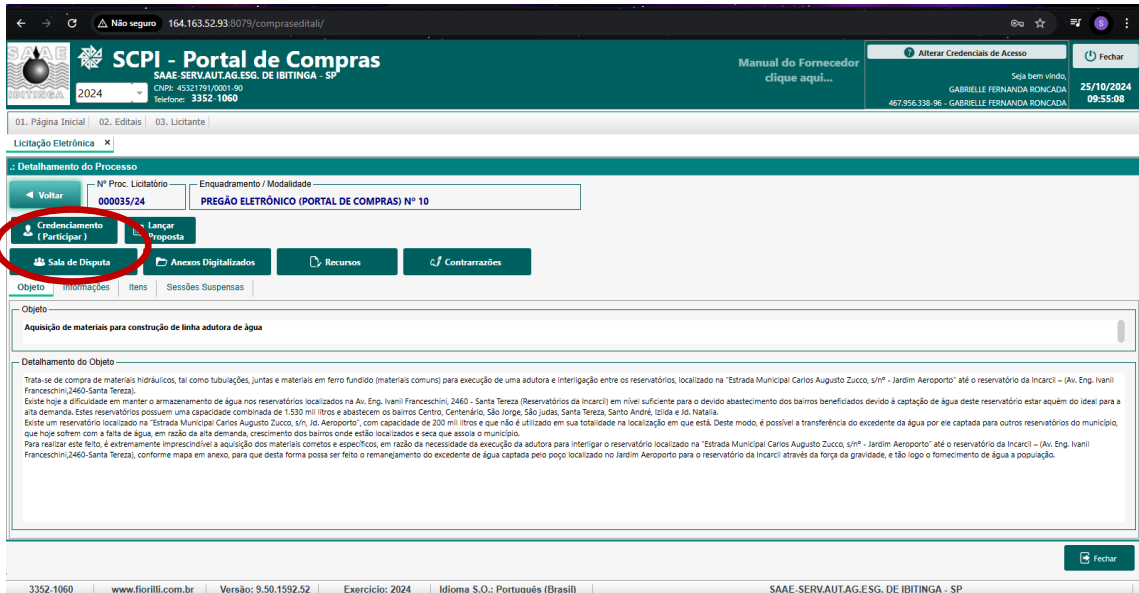 Não seguro 164.163.52.93:8079/compraseditali/
S
SAAE
IBITINGA
SCPI - Portal de Compras
SAAE-SERV.AUT.AG.ESG. DE IBITINGA - SP
2024
CNPJ: 45321791/0001-90
Telefone: 3352-1060
Manual do Fornecedor
clique aqui...
? Alterar Credenciais de Acesso
Seja bem vindo,
GABRIELLE FERNANDA RONCADA
467.956.338-96 - GABRIELLE FERNANDA RONCADA
Fechar
25/10/2024
09:55:08
01. Página Inicial 02. Editais 03. Licitante
Licitação Eletrônica ×
.: Detalhamento do Processo
Voltar
Nº Proc. Licitatório
000035/24
Enquadramento / Modalidade
PREGÃO ELETRÔNICO (PORTAL DE COMPRAS) Nº 10
Credenciamento
( Participar )
Lançar
Proposta
Sala de Disputa Anexos Digitalizados Recursos Contrarrazões
Objeto Informações Itens Sessões Suspensas
Objeto
Aquisição de materiais para construção de linha adutora de água
Detalhamento do Objeto
Trata-se de compra de materiais hidráulicos, tal como tubulações, juntas e materiais em ferro fundido (materiais comuns) para execução de uma adutora e interligação entre os reservatórios, localizado na "Estrada Municipal Carlos Augusto Zucco, s/nº - Jardim Aeroporto" até o reservatório da Incarcil – (Av. Eng. Ivanil
Franceschini,2460-Santa Tereza).
Existe hoje a dificuldade em manter o armazenamento de água nos reservatórios localizados na Av. Eng. Ivanil Franceschini, 2460 - Santa Tereza (Reservatórios da Incarcil) em nível suficiente para o devido abastecimento dos bairros beneficiados devido à captação de água deste reservatório estar aquém do ideal para a
alta demanda. Estes reservatórios possuem uma capacidade combinada de 1.530 mil litros e abastecem os bairros Centro, Centenário, São Jorge, São judas, Santa Tereza, Santo André, Izilda e Jd. Natalia.
Existe um reservatório localizado na "Estrada Municipal Carlos Augusto Zucco, s/n, Jd. Aeroporto", com capacidade de 200 mil litros e que não é utilizado em sua totalidade na localização em que está. Deste modo, é possível a transferência do excedente da água por ele captada para outros reservatórios do município,
que hoje sofrem com a falta de água, em razão da alta demanda, crescimento dos bairros onde estão localizados e seca que assola o município.
Para realizar este feito, é extremamente imprescindível a aquisição dos materiais corretos e específicos, em razão da necessidade da execução da adutora para interligar o reservatório localizado na "Estrada Municipal Carlos Augusto Zucco, s/nº - Jardim Aeroporto" até o reservatório da Incarcil – (Av. Eng. Ivanil
Franceschini,2460-Santa Tereza), conforme mapa em anexo, para que desta forma possa ser feito o remanejamento do excedente de água captada pelo poço localizado no Jardim Aeroporto para o reservatório da Incarcil através da força da gravidade, e tão logo o fornecimento de água a população.
Fechar
3352-1060 www.fiorilli.com.br Versão: 9.50.1592.52 Exercício: 2024 Idioma S.O.: Português (Brasil) SAAE-SERV.AUT.AG.ESG. DE IBITINGA - SP